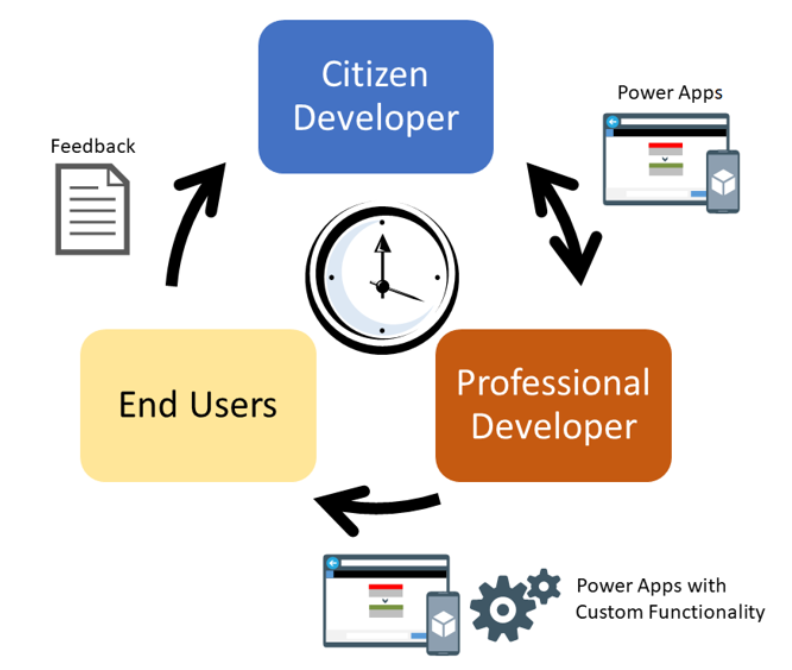 Citizen
Developer
Power Apps
Feedback
End Users
Professional
Developer
Power Apps with
Custom Functionality